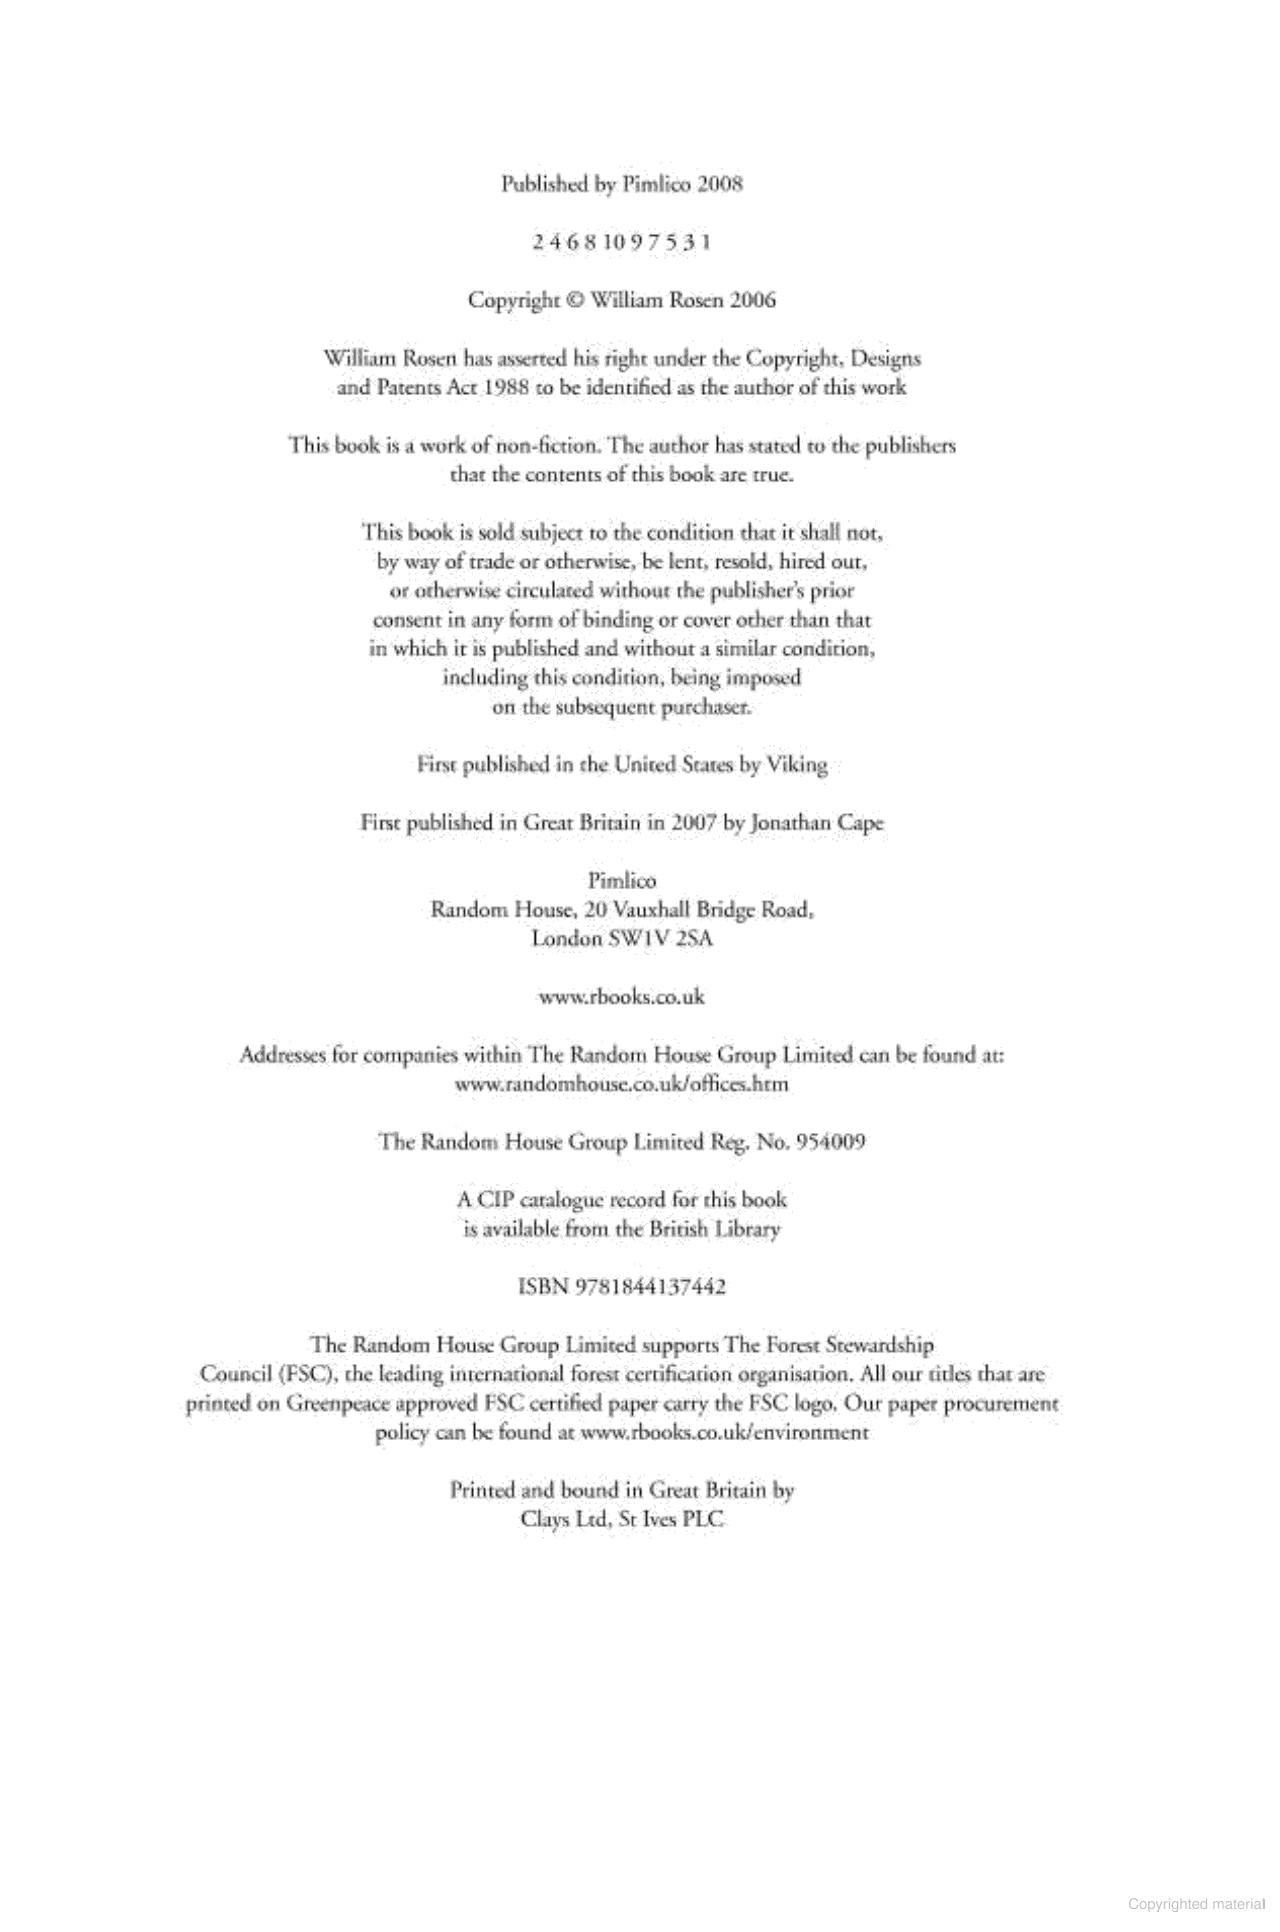 Published by Pimlico 2008
2 4 6 8 10 9 7 5 3 1
Copyright © William Rosen 2006
William Rosen has asserted his right under the Copyright, Designs
and Patents Act 1988 to be identified as the author of this work
This book is a work of non-fiction. The author has stated to the publishers
that the contents of this book are true.
This book is sold subject to the condition that it shall not,
by way of trade or otherwise, be lent, resold, hired out,
or otherwise circulated without the publisher's prior
consent in any form of binding or cover other than that
in which it is published and without a similar condition,
including this condition, being imposed
on the subsequent purchaser.
First published in the United States by Viking
First published in Great Britain in 2007 by Jonathan Cape
Pimlico
Random House, 20 Vauxhall Bridge Road,
London SW1V 2SA
www.rbooks.co.uk
Addresses for companies within The Random House Group Limited can be found at:
www.randomhouse.co.uk/offices.htm
The Random House Group Limited Reg. No. 954009
A CIP catalogue record for this book
is available from the British Library
ISBN 9781844137442
The Random House Group Limited supports The Forest Stewardship
Council (FSC), the leading international forest certification organisation. All our titles that are
printed on Greenpeace approved FSC certified paper carry the FSC logo. Our paper procurement
policy can be found at www.rbooks.co.uk/environment
Printed and bound in Great Britain by
Clays Ltd, St Ives PLC
Copyrighted material